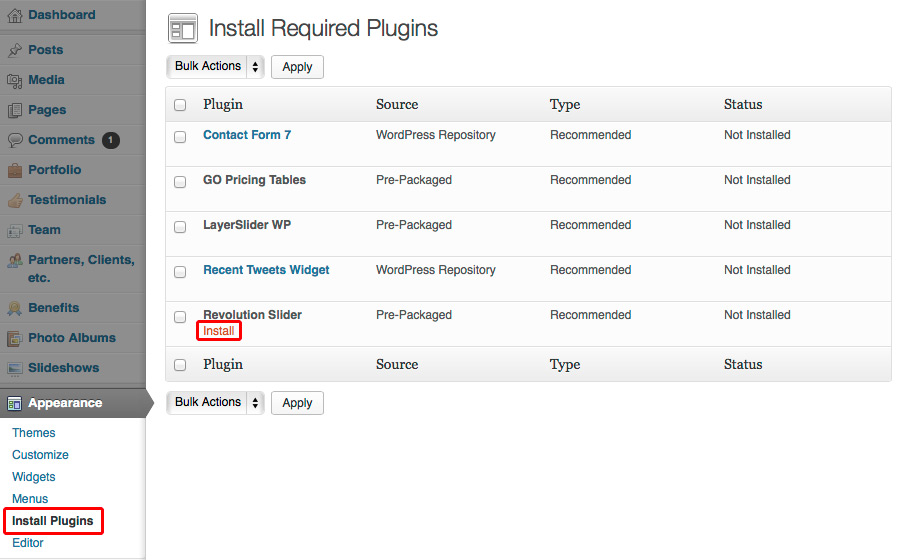 Dashboard
Posts
Media
Pages
Comments 1
Portfolio
Testimonials
Team
Partners, Clients,
etc.
Benefits
Photo Albums
Slideshows
Appearance
Themes
Customize
Widgets
Menus
Install Plugins
Editor
Install Required Plugins
Bulk Actions Apply
Plugin Source Type Status
Contact Form 7 WordPress Repository Recommended Not Installed
GO Pricing Tables Pre-Packaged Recommended Not Installed
LayerSlider WP Pre-Packaged Recommended Not Installed
Recent Tweets Widget WordPress Repository Recommended Not Installed
Revolution Slider Pre-Packaged Recommended Not Installed
Install
Plugin Source Type Status
Bulk Actions Apply